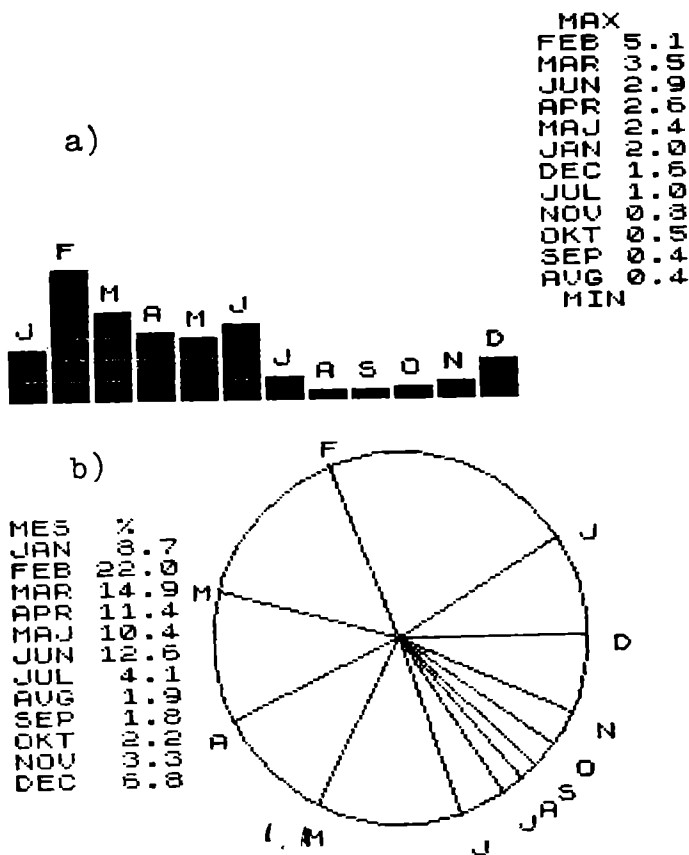 MAX
FEB 5.1
MAR 3.5
JUN 2.9
APR 2.6
MAJ 2.4
JAN 2.0
DEC 1.6
JUL 1.0
NOV 0.8
OKT 0.5
SEP 0.4
AVG 0.4
MIN
a)
J F M A M J J A S O N D
b)
MES %
JAN 8.7
FEB 22.0
MAR 14.9
APR 11.4
MAJ 10.4
JUN 12.6
JUL 4.1
AVG 1.9
SEP 1.8
OKT 2.2
NOV 3.3
DEC 6.8
J
F
M
A
M
J
J
A
S
O
N
D